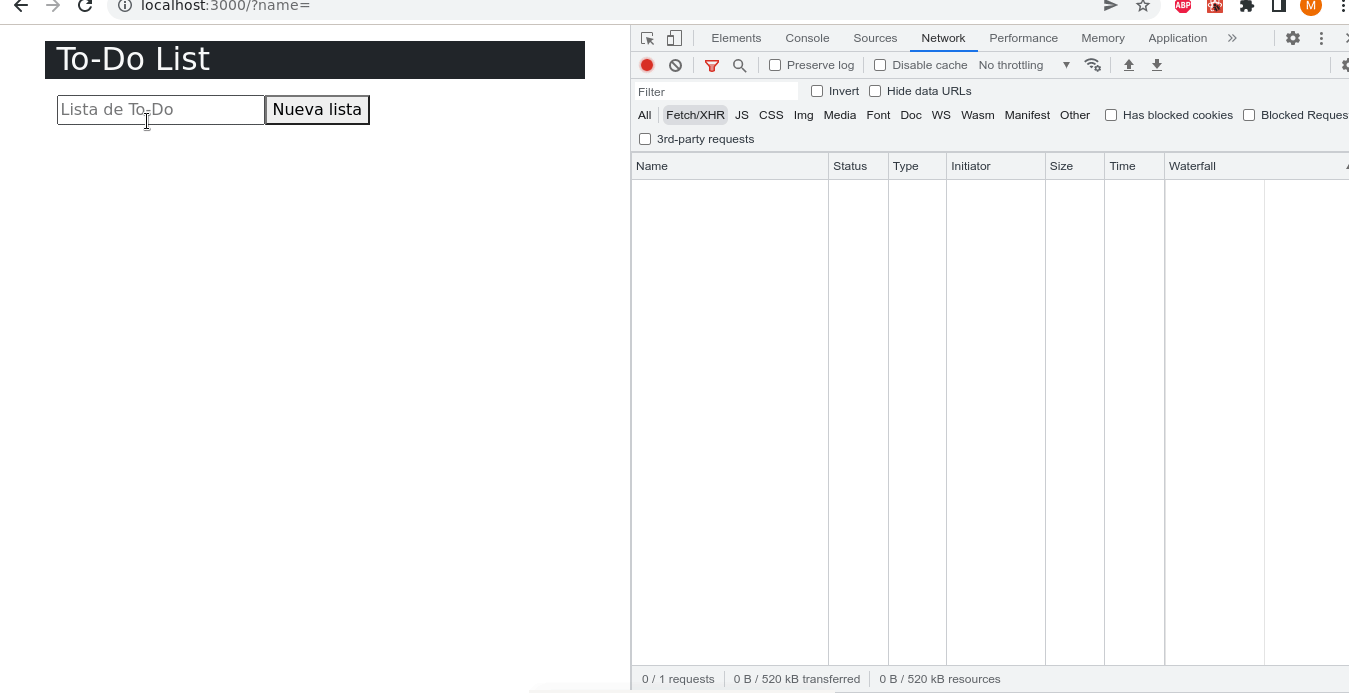 localhost:3000/?name=
ABP
M
To-Do List
Lista de To-Do
Nueva lista
Elements Console Sources Network Performance Memory Application
Preserve log Disable cache No throttling
Filter
Invert Hide data URLs
All Fetch/XHR JS CSS Img Media Font Doc WS Wasm Manifest Other Has blocked cookies Blocked Reques
3rd-party requests
Name Status Type Initiator Size Time Waterfall
0 / 1 requests 0 B / 520 kB transferred 0 B / 520 kB resources